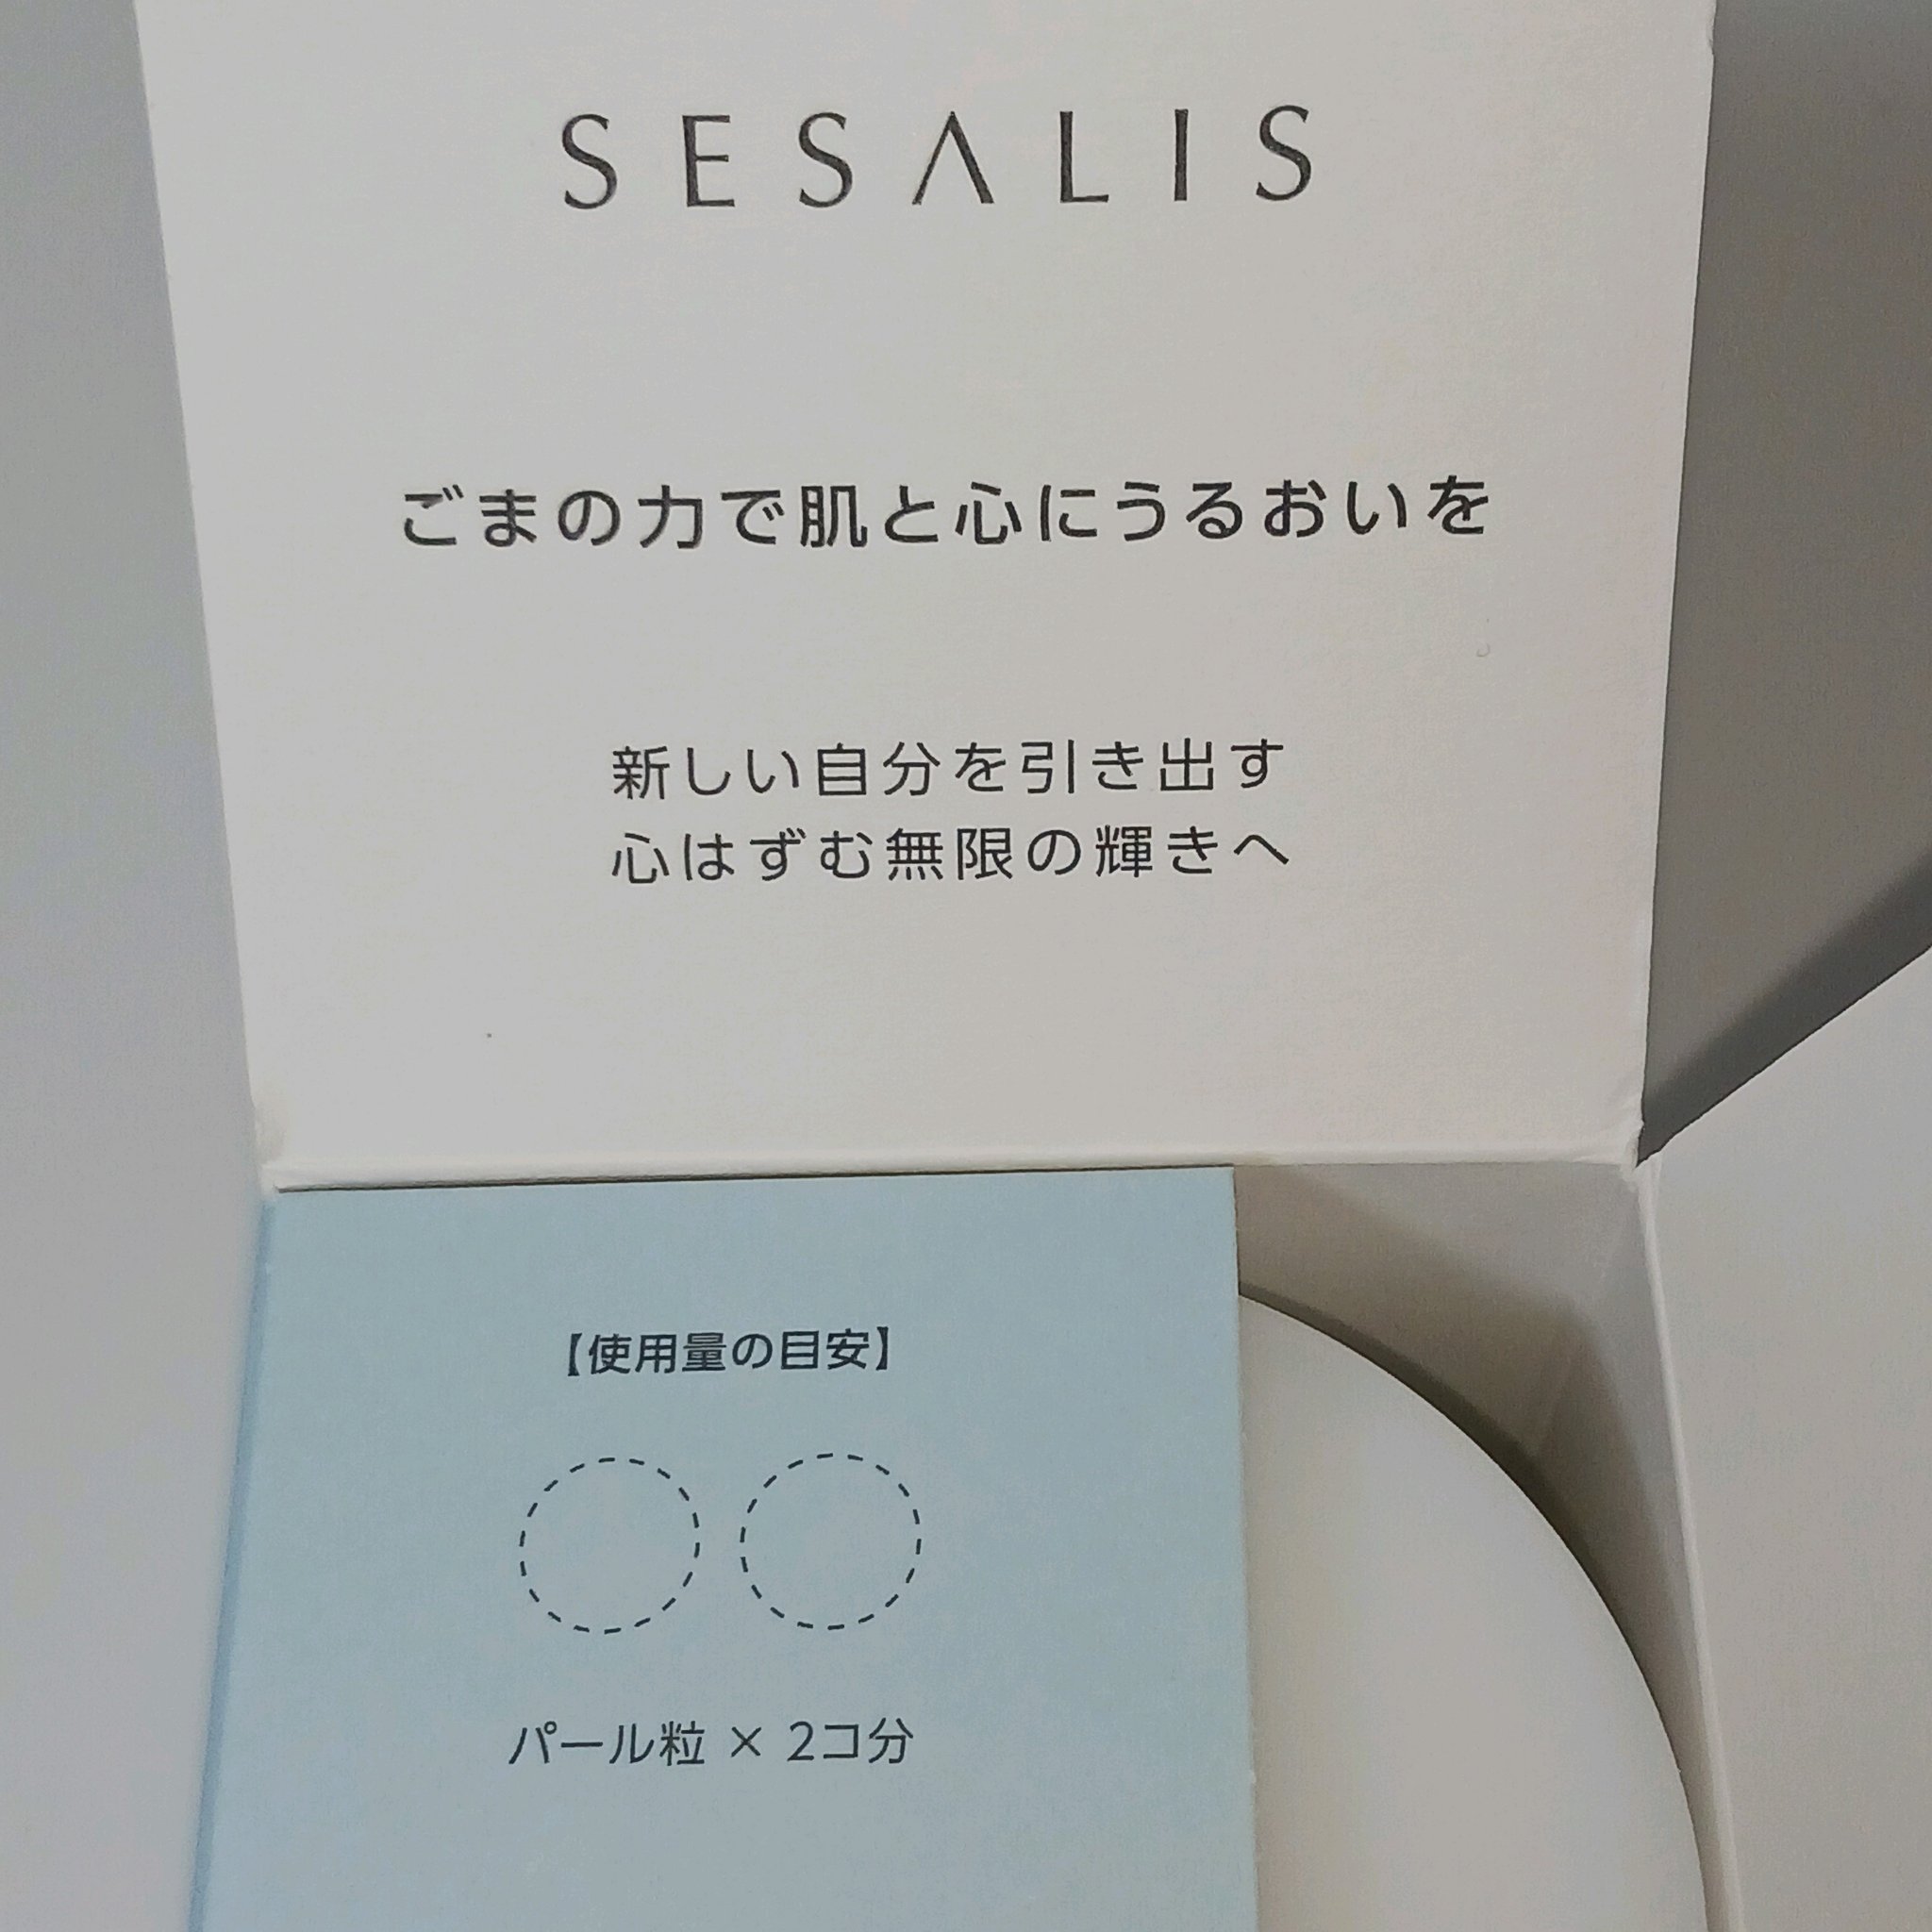 SESALIS
ごまの力で肌と心にうるおいを
新しい自分を引き出す
心はずむ無限の輝きへ
【使用量の目安】
パール粒 × 2コ分